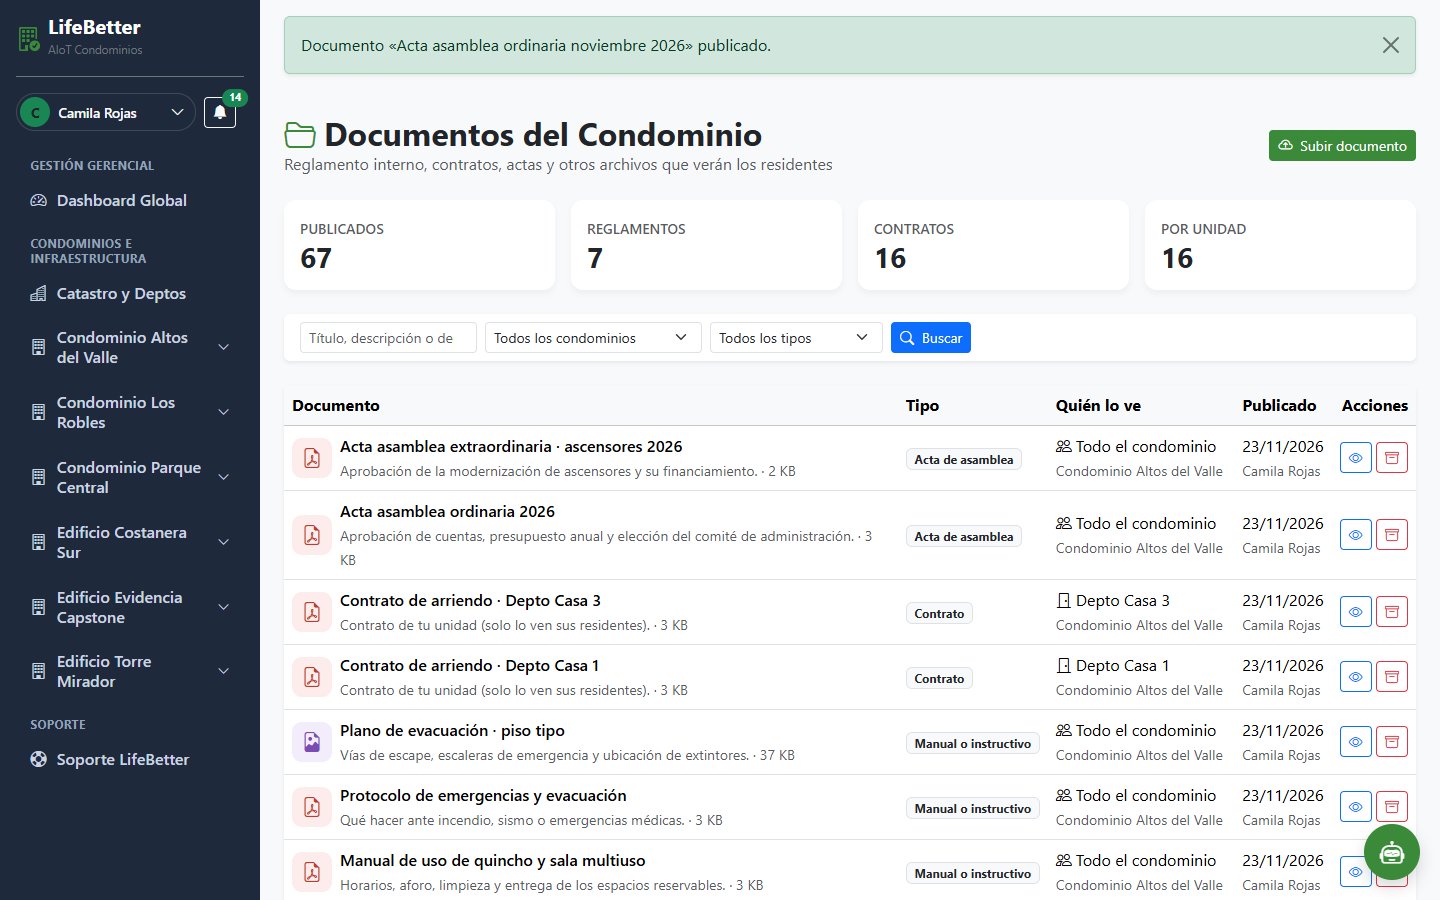 LifeBetter
AIoT Condominios
C
Camila Rojas
14
GESTIÓN GERENCIAL
Dashboard Global
CONDOMINIOS E
INFRAESTRUCTURA
Catastro y Deptos
Condominio Altos
del Valle
Condominio Los
Robles
Condominio Parque
Central
Edificio Costanera
Sur
Edificio Evidencia
Capstone
Edificio Torre
Mirador
SOPORTE
Soporte LifeBetter
Documento «Acta asamblea ordinaria noviembre 2026» publicado.
Documentos del Condominio
Reglamento interno, contratos, actas y otros archivos que verán los residentes
Subir documento
PUBLICADOS
67
REGLAMENTOS
7
CONTRATOS
16
POR UNIDAD
16
Título, descripción o de
Todos los condominios
Todos los tipos
Buscar
Documento Tipo Quién lo ve Publicado Acciones
Acta asamblea extraordinaria · ascensores 2026
Aprobación de la modernización de ascensores y su financiamiento. · 2 KB
Acta de asamblea
Todo el condominio
Condominio Altos del Valle
23/11/2026
Camila Rojas
Acta asamblea ordinaria 2026
Aprobación de cuentas, presupuesto anual y elección del comité de administración. · 3
KB
Acta de asamblea
Todo el condominio
Condominio Altos del Valle
23/11/2026
Camila Rojas
Contrato de arriendo · Depto Casa 3
Contrato de tu unidad (solo lo ven sus residentes). · 3 KB
Contrato
Depto Casa 3
Condominio Altos del Valle
23/11/2026
Camila Rojas
Contrato de arriendo · Depto Casa 1
Contrato de tu unidad (solo lo ven sus residentes). · 3 KB
Contrato
Depto Casa 1
Condominio Altos del Valle
23/11/2026
Camila Rojas
Plano de evacuación · piso tipo
Vías de escape, escaleras de emergencia y ubicación de extintores. · 37 KB
Manual o instructivo
Todo el condominio
Condominio Altos del Valle
23/11/2026
Camila Rojas
Protocolo de emergencias y evacuación
Qué hacer ante incendio, sismo o emergencias médicas. · 3 KB
Manual o instructivo
Todo el condominio
Condominio Altos del Valle
23/11/2026
Camila Rojas
Manual de uso de quincho y sala multiuso
Horarios, aforo, limpieza y entrega de los espacios reservables. · 3 KB
Manual o instructivo
Todo el condominio
Condominio Altos del Valle
23/11/2026
Camila Rojas